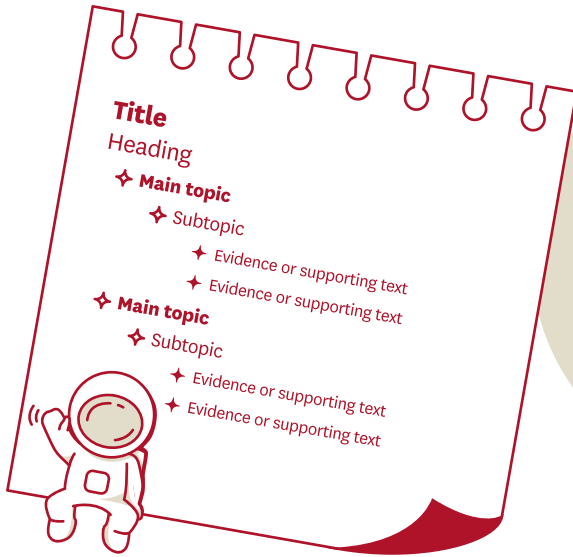 Title
Heading
Main topic
Subtopic
Evidence or supporting text
Evidence or supporting text
Main topic
Subtopic
Evidence or supporting text
Evidence or supporting text